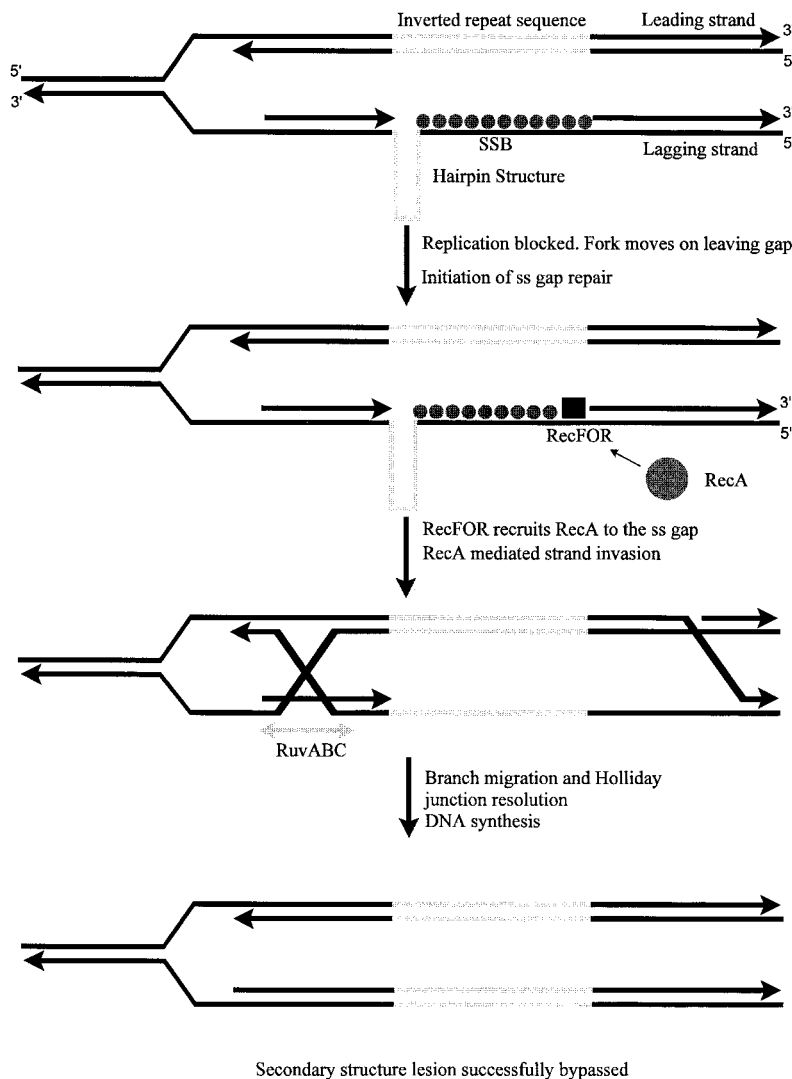 Inverted repeat sequence
Leading strand
3'
5'
5'
3'
3'
5'
SSB
Lagging strand
Hairpin Structure
Replication blocked. Fork moves on leaving gap
Initiation of ss gap repair
3'
5'
RecFOR
RecA
RecFOR recruits RecA to the ss gap
RecA mediated strand invasion
RuvABC
Branch migration and Holliday
junction resolution
DNA synthesis
Secondary structure lesion successfully bypassed